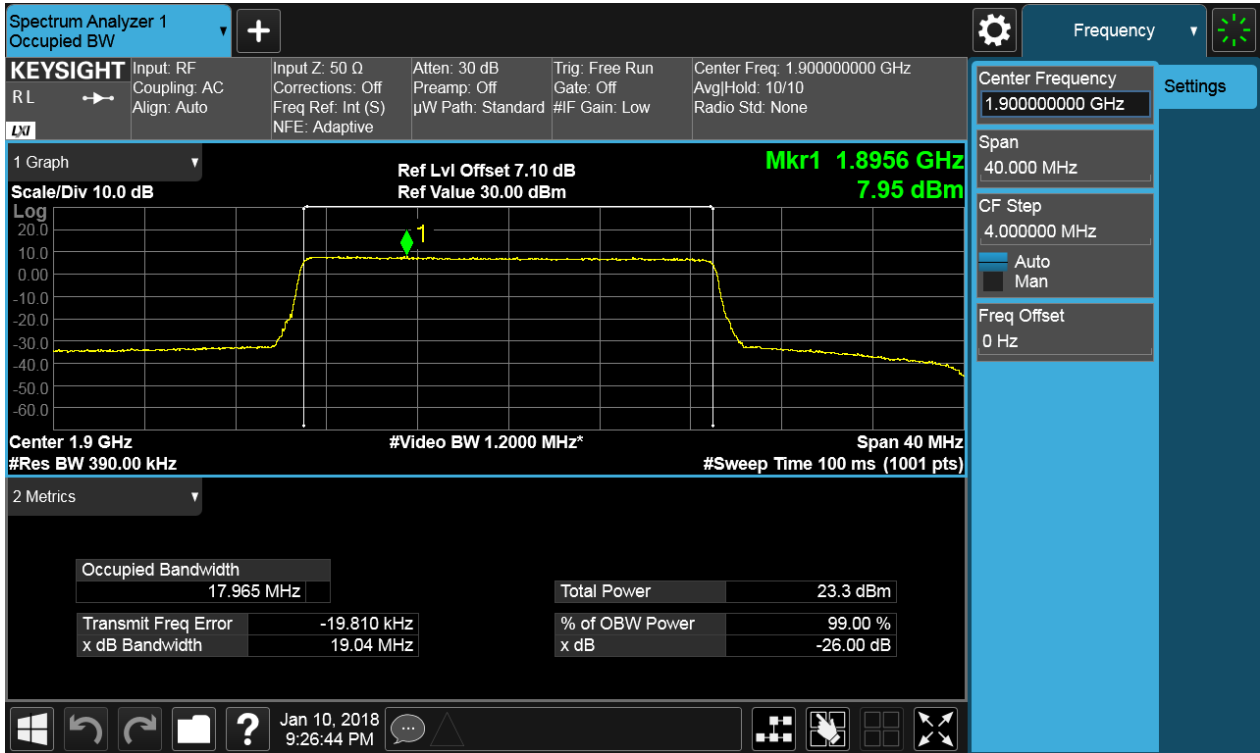 Spectrum Analyzer 1
Occupied BW
+
Frequency
KEYSIGHT
RL
LXI
Input: RF
Coupling: AC
Align: Auto
Input Z: 50 Ω
Corrections: Off
Freq Ref: Int (S)
NFE: Adaptive
Atten: 30 dB
Preamp: Off
µW Path: Standard
Trig: Free Run
Gate: Off
#IF Gain: Low
Center Freq: 1.900000000 GHz
Avg|Hold: 10/10
Radio Std: None
1 Graph
Scale/Div 10.0 dB
Ref Lvl Offset 7.10 dB
Ref Value 30.00 dBm
Mkr1 1.8956 GHz
7.95 dBm
Log
20.0
10.0
0.00
-10.0
-20.0
-30.0
-40.0
-50.0
-60.0
1
Center 1.9 GHz
#Video BW 1.2000 MHz*
Span 40 MHz
#Res BW 390.00 kHz
#Sweep Time 100 ms (1001 pts)
2 Metrics
Occupied Bandwidth
17.965 MHz
Total Power 23.3 dBm
Transmit Freq Error -19.810 kHz
% of OBW Power 99.00 %
x dB Bandwidth 19.04 MHz
x dB -26.00 dB
Center Frequency
1.900000000 GHz
Settings
Span
40.000 MHz
CF Step
4.000000 MHz
Auto
Man
Freq Offset
0 Hz
?
Jan 10, 2018
9:26:44 PM